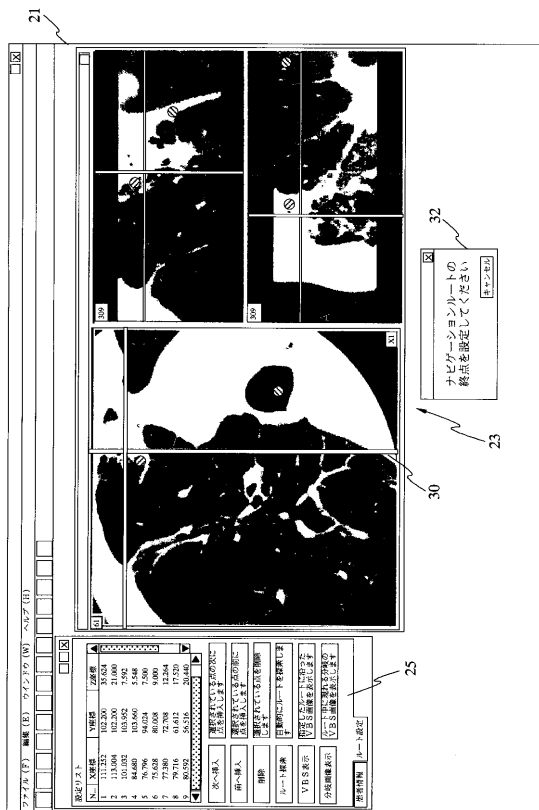 21
ファイル (F) 編集 (E) ウインドウ (W) ヘルプ (H)
設定リスト
N... X座標 Y座標 Z座標
1 111.252 102.200 35.624
2 113.004 102.200 21.000
3 101.032 103.952 7.592
4 84.680 103.660 5.548
5 76.796 94.024 7.500
6 75.628 80.008 9.000
7 77.380 72.708 12.264
8 79.716 61.612 17.520
9 80.592 56.516 20.440
次へ挿入
選択されている点の次に
点を挿入します
前へ挿入
選択されている点の前に
点を挿入します
削除
選択されている点を削除
します
ルート探索
自動的にルートを探索しま
す
VBS表示
指定したルートに沿った
VBS画像を表示します
分岐画像表示
ルート中に現れる分岐の
VBS画像を表示します
患者情報
ルート設定
25
61
X1
309
309
30
23
ナビゲーションルートの
終点を設定してください
キャンセル
32